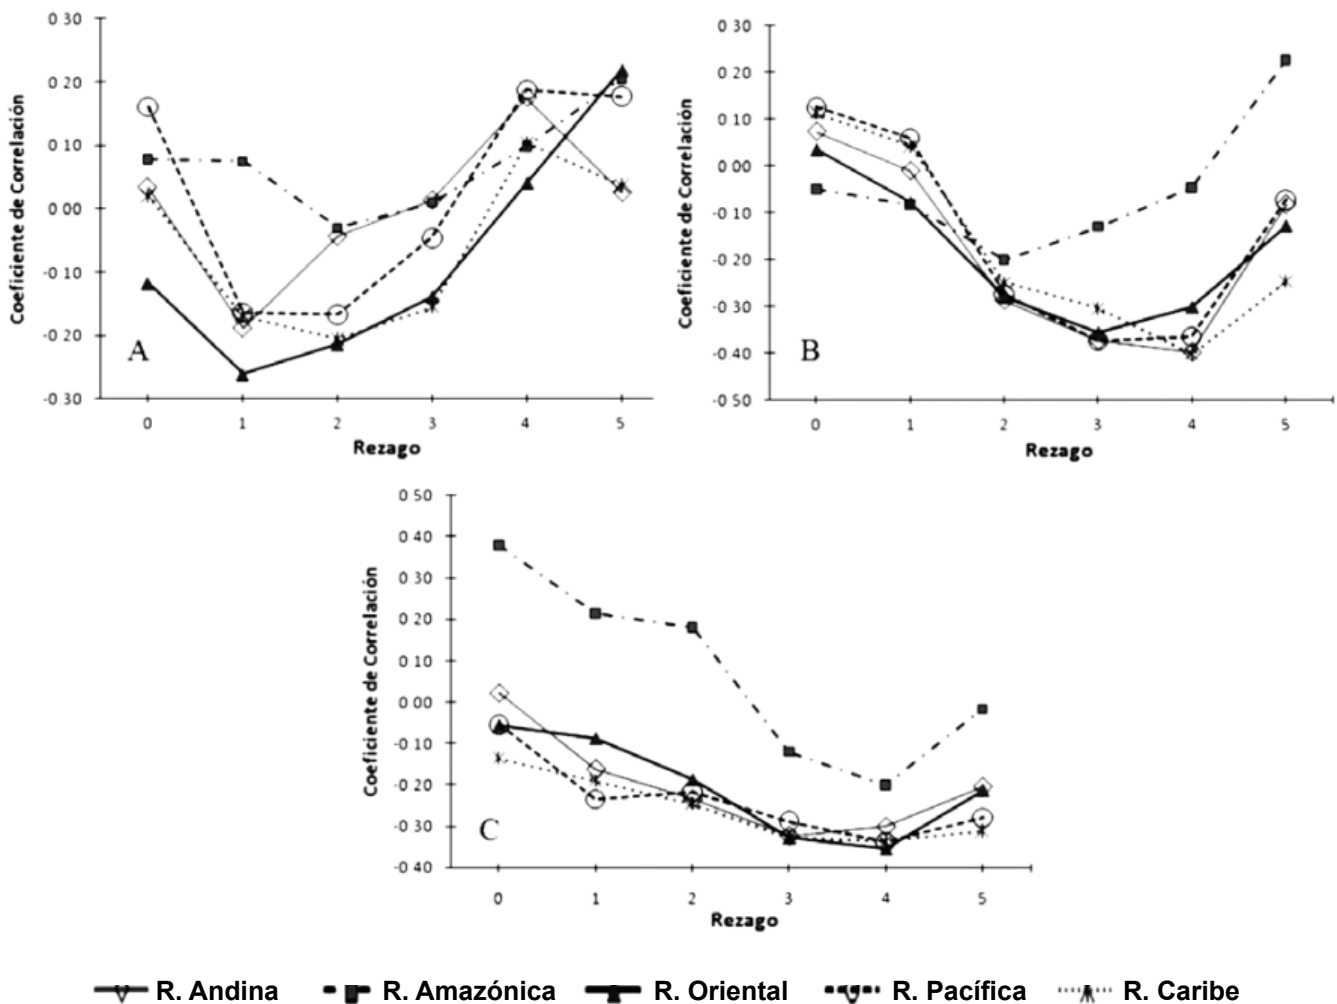 0 30
0 20
0 10
0 00
-0 10
-0 20
-0 30
Coeficiente de Correlación
A
0 1 2 3 4 5
Rezago
0 30
0 20
0 10
0 00
-0 10
-0 20
-0 30
-0 40
-0 50
Coeficiente de Correlación
B
0 1 2 3 4 5
Rezago
0 50
0 40
0 30
0 20
0 10
0 00
-0 10
-0 20
-0 30
-0 40
Coeficiente de Correlación
C
0 1 2 3 4 5
Rezago
R. Andina R. Amazónica R. Oriental R. Pacífica R. Caribe